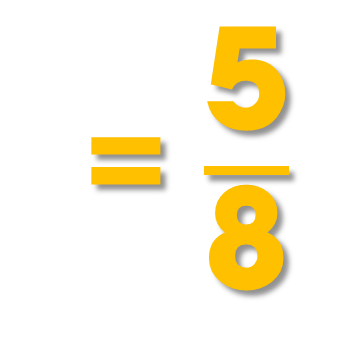 = 5/8